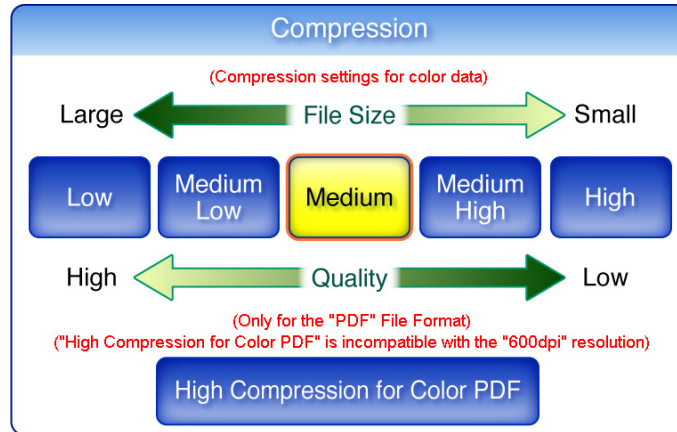 Compression
(Compression settings for color data)
Large File Size Small
Low Medium Low Medium Medium High High
High Quality Low
(Only for the "PDF" File Format)
("High Compression for Color PDF" is incompatible with the "600dpi" resolution)
High Compression for Color PDF